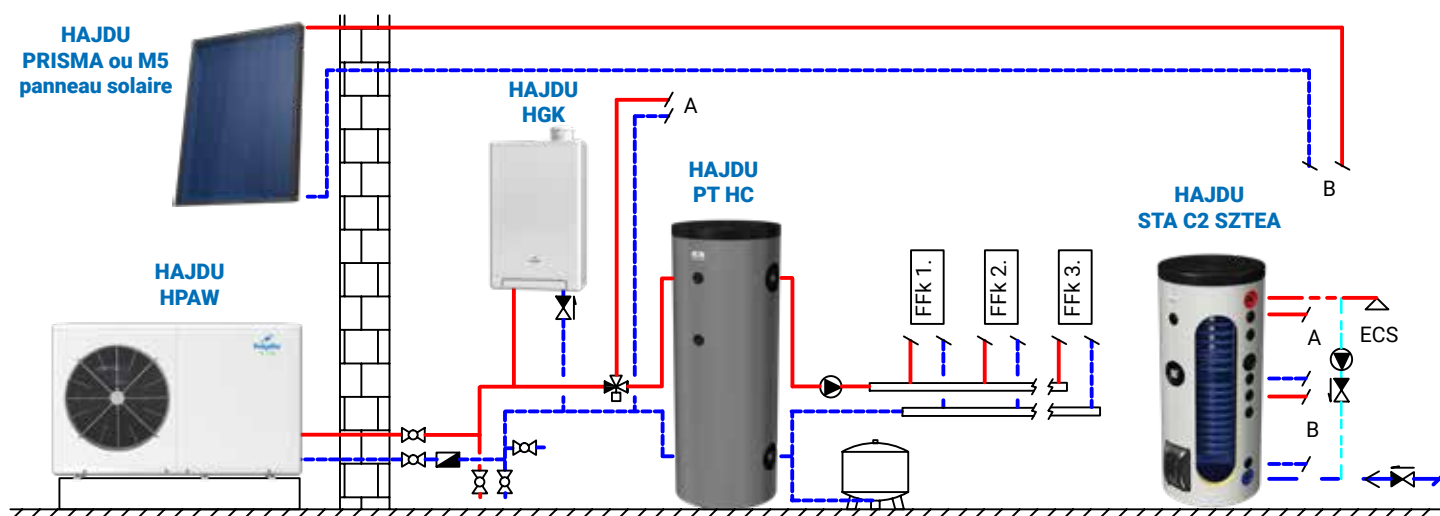 HAJDU
PRISMA ou M5
panneau solaire
HAJDU
HGK
A
HAJDU
PT HC
B
HAJDU
STA C2 SZTEA
HAJDU
HPAW
FFk 1.
FFk 2.
FFk 3.
A
ECS
B